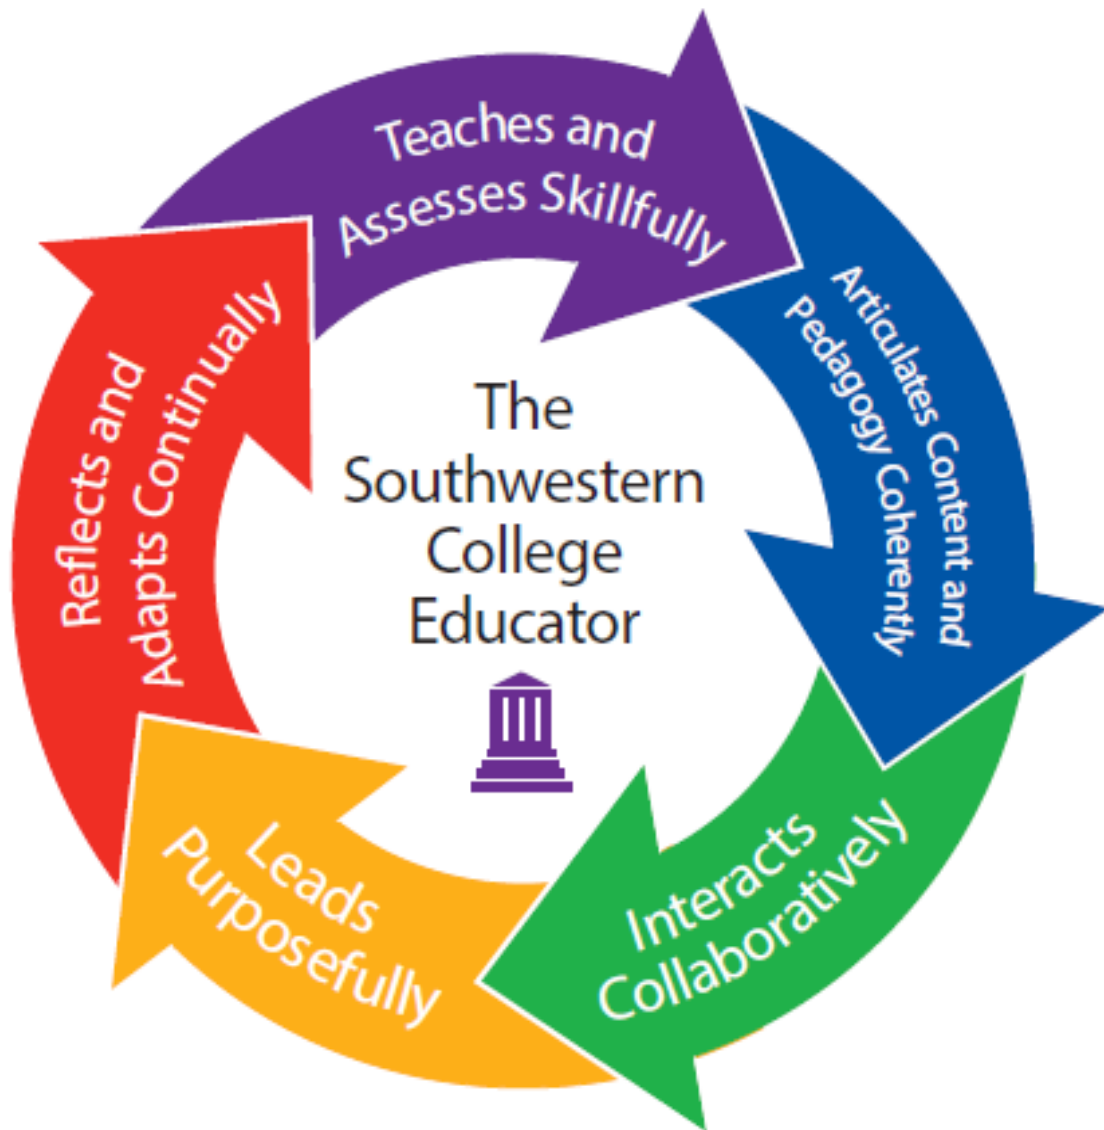 Teaches and
Assesses Skillfully
Articulates Content and
Pedagogy Coherently
Interacts
Collaboratively
Leads
Purposefully
Reflects and
Adapts Continually
The
Southwestern
College
Educator